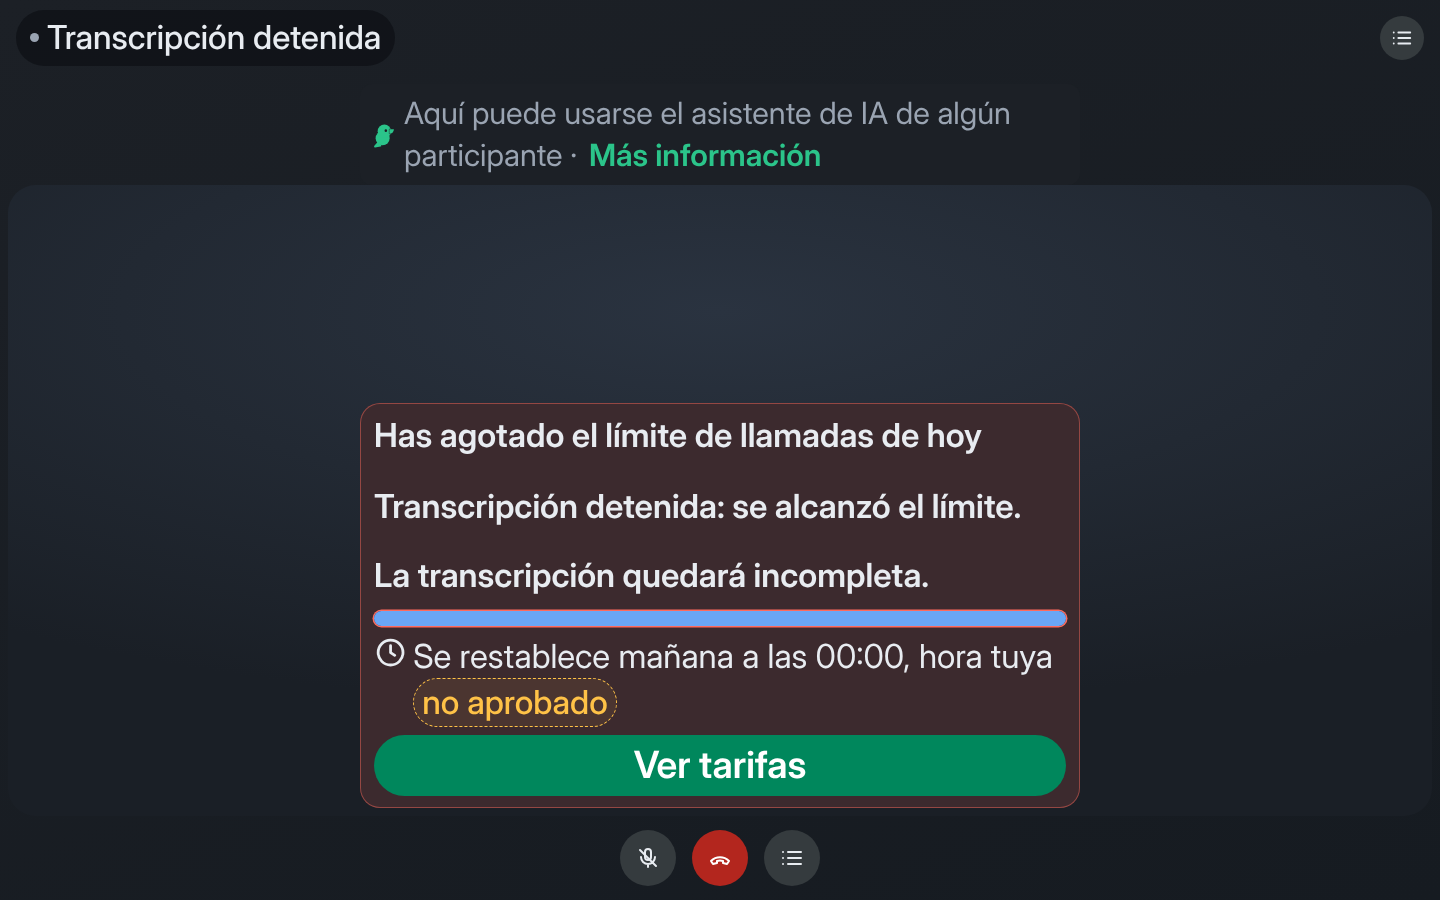 Transcripción detenida
Aquí puede usarse el asistente de IA de algún
participante · Más información
Has agotado el límite de llamadas de hoy
Transcripción detenida: se alcanzó el límite.
La transcripción quedará incompleta.
Se restablece mañana a las 00:00, hora tuya
no aprobado
Ver tarifas